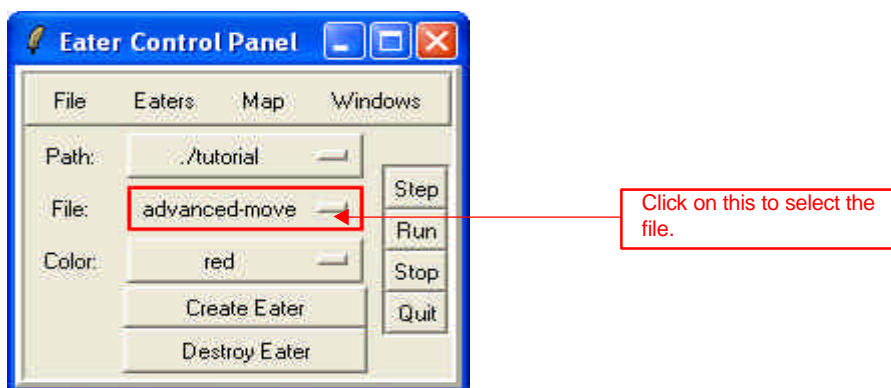 Eater Control Panel
File Eaters Map Windows
Path: ./tutorial
File: advanced-move
Color: red
Create Eater
Destroy Eater
Step
Run
Stop
Quit
Click on this to select the
file.